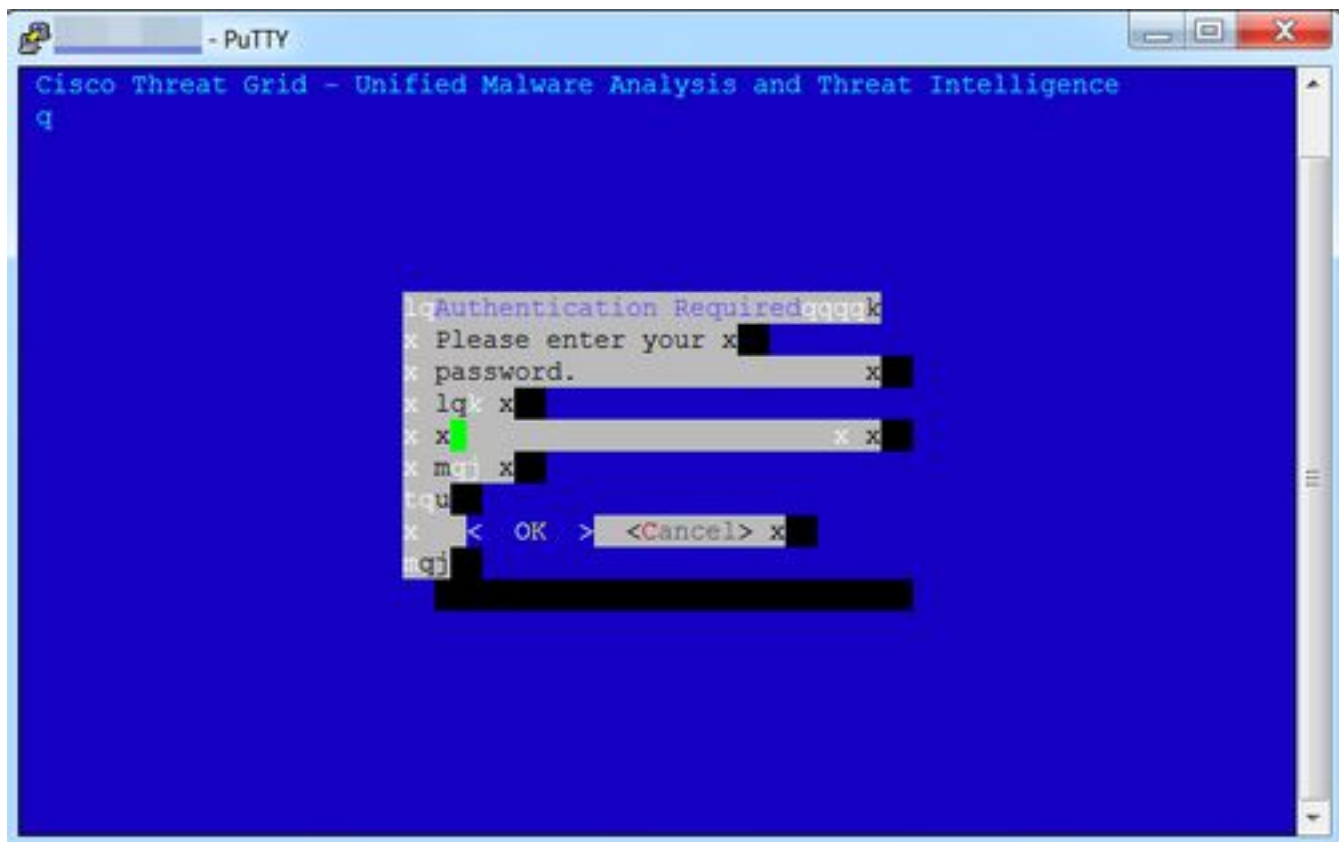 - PuTTY
Cisco Threat Grid - Unified Malware Analysis and Threat Intelligence
q
lqAuthentication Requiredqqqqk
x Please enter your x
x password. x
x lqk x
x x x x
x mqj x
tqu
x < OK > <Cancel> x
mqj